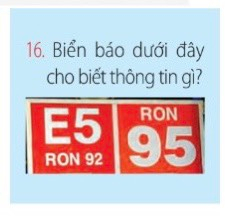 16. Biển báo dưới đây
cho biết thông tin gì?
E5
RON 92
RON
95